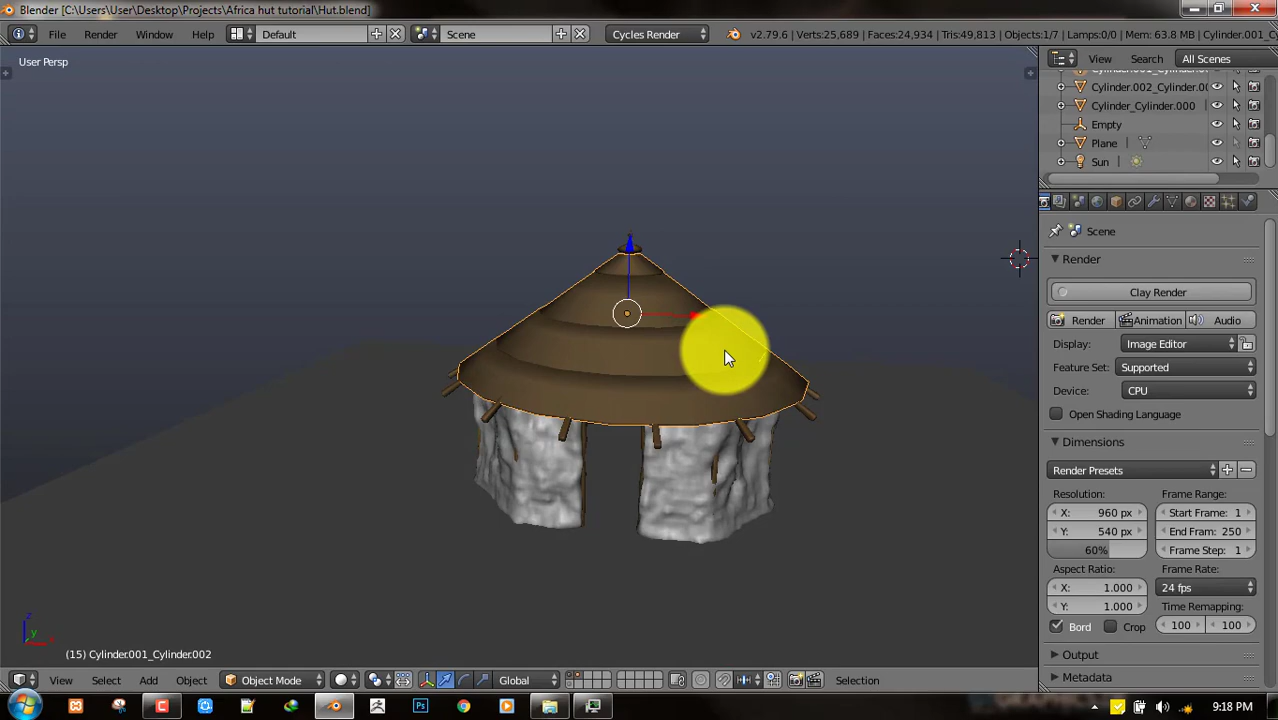 Blender [C:\Users\User\Desktop\Projects\Africa hut tutorial\Hut.blend]
File Render Window Help Default Scene Cycles Render v2.79.6 | Verts:25,689 | Faces:24,934 | Tris:49,813 | Objects:1/7 | Lamps:0/0 | Mem: 63.8 MB | Cylinder.001_C
User Persp
View Search All Scenes
Cylinder.002_Cylinder.00
Cylinder_Cylinder.000
Empty
Plane
Sun
Scene
Render
Clay Render
Render Animation Audio
Display: Image Editor
Feature Set: Supported
Device: CPU
Open Shading Language
Dimensions
Render Presets
Resolution: Frame Range:
X: 960 px Start Frame: 1
Y: 540 px End Fram: 250
60% Frame Step: 1
Aspect Ratio: Frame Rate:
X: 1.000 24 fps
Y: 1.000 Time Remapping:
Bord Crop 100 100
Output
Metadata
z
y
(15) Cylinder.001_Cylinder.002
View Select Add Object Object Mode Global Selection
Ps
9:18 PM